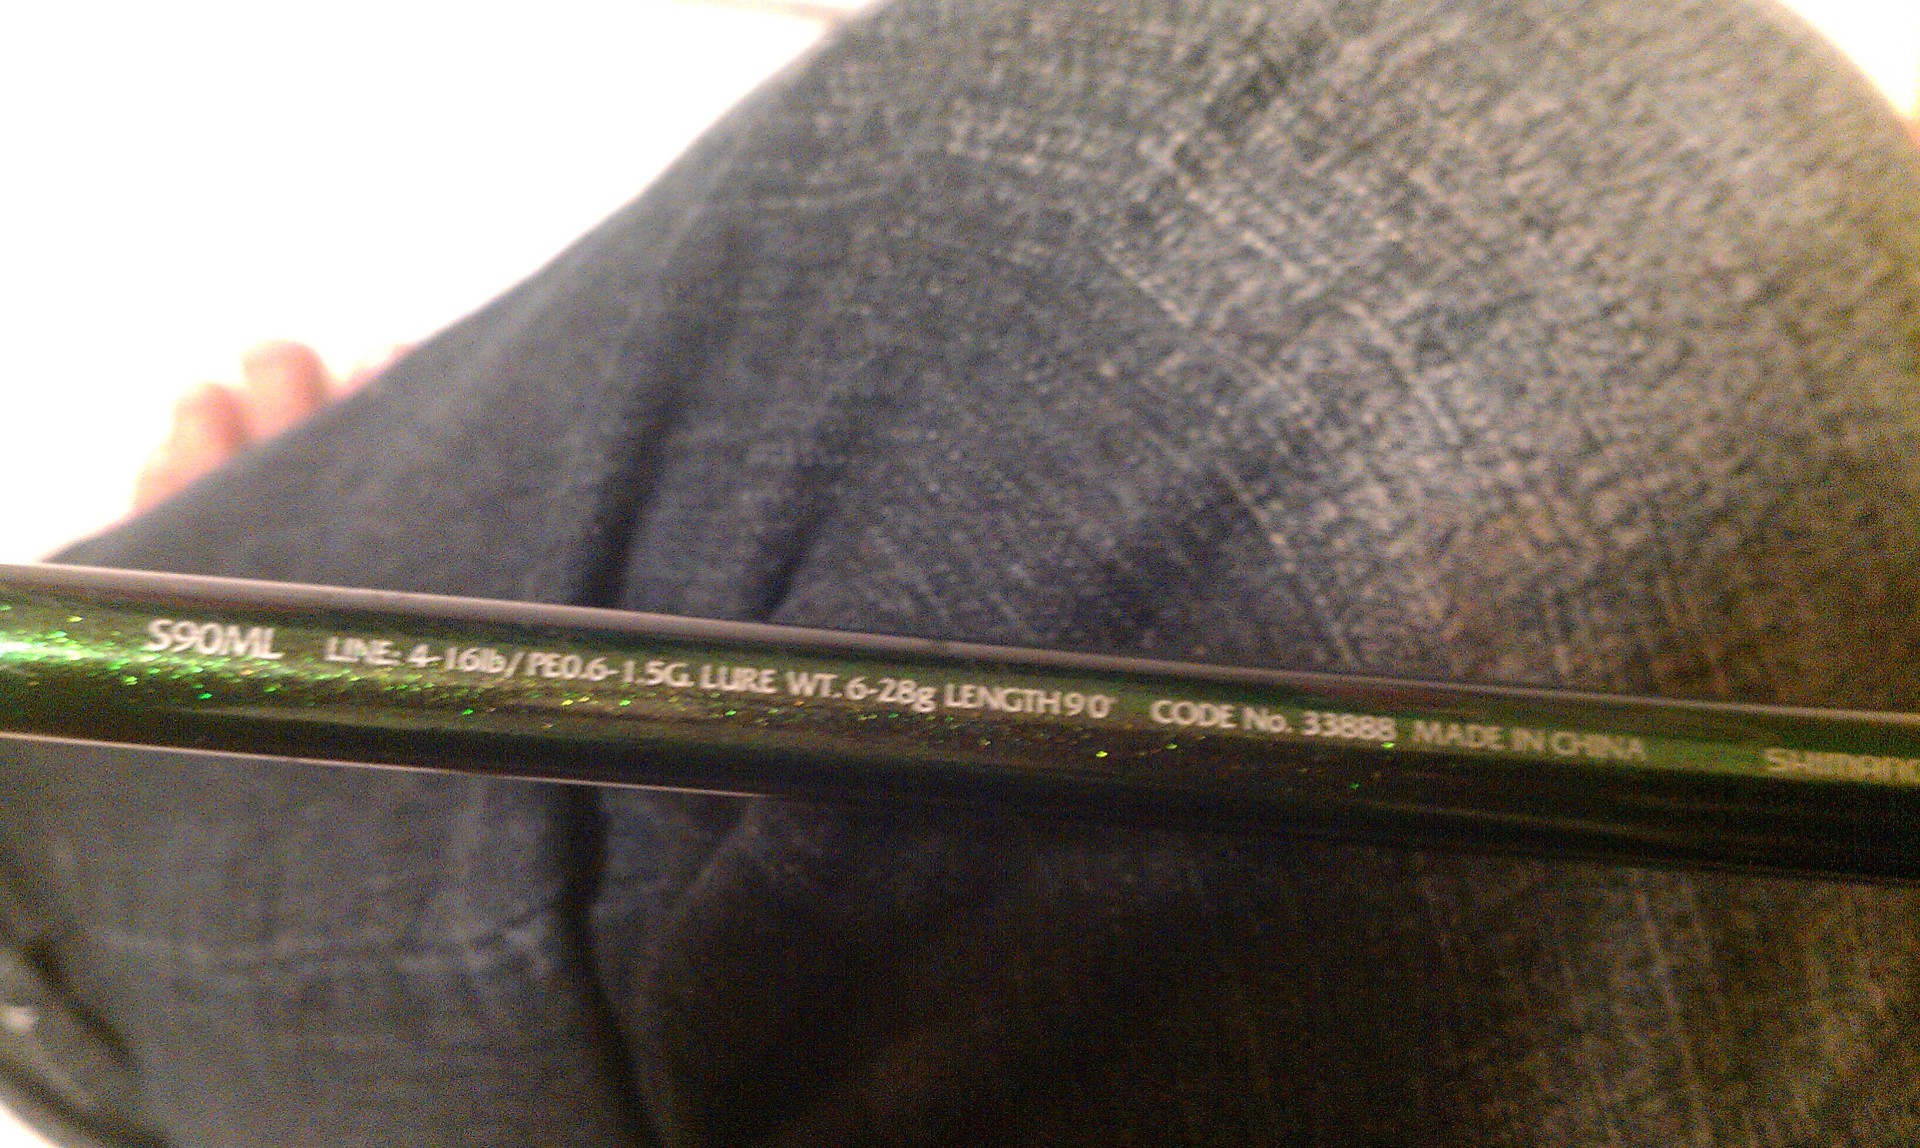 S90ML LINE: 4-16lb/PE0.6-1.5G. LURE WT. 6-28g LENGTH 9'0" CODE No. 33888 MADE IN CHINA SHIMANO